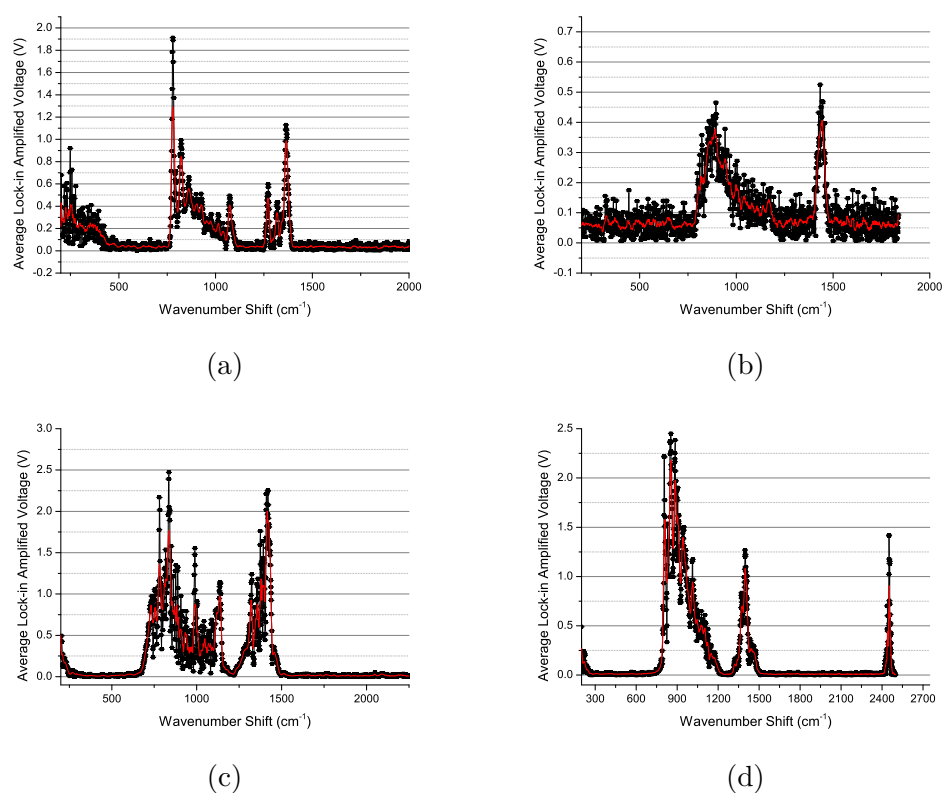 2.0
1.8
1.6
1.4
1.2
1.0
0.8
0.6
0.4
0.2
0.0
-0.2
Average Lock-in Amplified Voltage (V)
500 1000 1500 2000
Wavenumber Shift (cm-1)
(a)
0.7
0.6
0.5
0.4
0.3
0.2
0.1
0.0
-0.1
Average Lock-in Amplified Voltage (V)
500 1000 1500 2000
Wavenumber Shift (cm-1)
(b)
3.0
2.5
2.0
1.5
1.0
0.5
0.0
Average Lock-in Amplified Voltage (V)
500 1000 1500 2000
Wavenumber Shift (cm-1)
(c)
2.5
2.0
1.5
1.0
0.5
0.0
Average Lock-in Amplified Voltage (V)
300 600 900 1200 1500 1800 2100 2400 2700
Wavenumber Shift (cm-1)
(d)